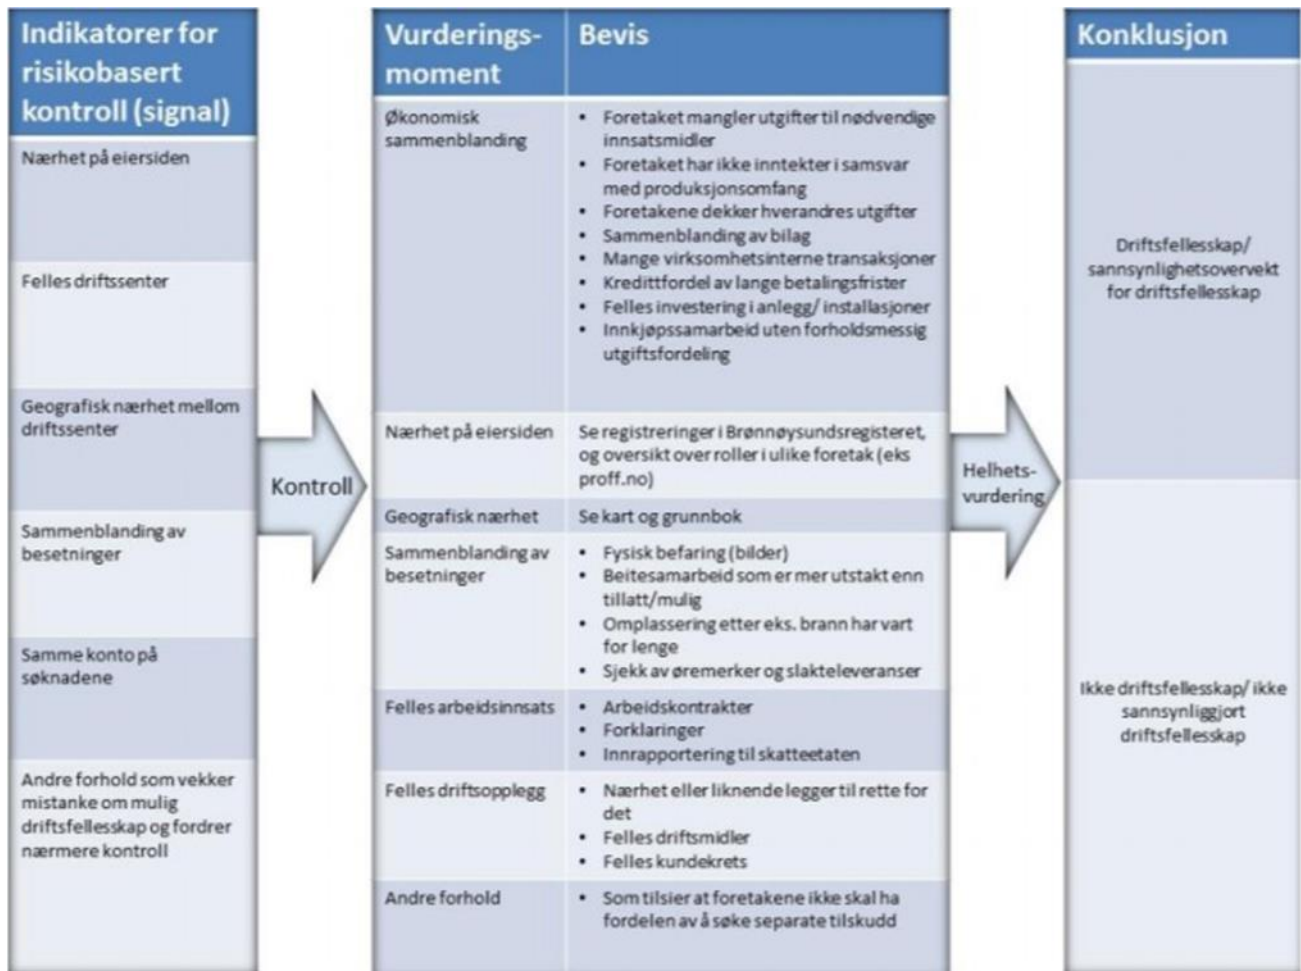 Indikatorer for
risikobasert
kontroll (signal)
Nærhet på eiersiden
Felles driftssenter
Geografisk nærhet mellom
driftssenter
Sammenblanding av
besetninger
Samme konto på
søknadene
Andre forhold som vekker
mistanke om mulig
driftsfellesskap og fordrer
nærmere kontroll
Kontroll
Vurderings-
moment
Bevis
Økonomisk
sammenblanding
• Foretaket mangler utgifter til nødvendige
innsatsmidler
• Foretaket har ikke inntekter i samsvar
med produksjonsomfang
• Foretakene dekker hverandres utgifter
• Sammenblanding av bilag
• Mange virksomhetsinterne transaksjoner
• Kredittfordel av lange betalingsfrister
• Felles investering i anlegg/ installasjoner
• Innkjøpssamarbeid uten forholdsmessig
utgiftsfordeling
Nærhet på eiersiden
Se registreringer i Brønnøysundsregisteret,
og oversikt over roller i ulike foretak (eks
proff.no)
Geografisk nærhet
Se kart og grunnbok
Sammenblanding av
besetninger
• Fysisk befaring (bilder)
• Beitesamarbeid som er mer utstakt enn
tillatt/mulig
• Omplassering etter eks. brann har vart
for lenge
• Sjekk av øremerker og slakteleveranser
Felles arbeidsinnsats
• Arbeidskontrakter
• Forklaringer
• Innrapportering til skatteetaten
Felles driftsopplegg
• Nærhet eller liknende legger til rette for
det
• Felles driftsmidler
• Felles kundekrets
Andre forhold
• Som tilsier at foretakene ikke skal ha
fordelen av å søke separate tilskudd
Helhets-
vurdering
Konklusjon
Driftsfellesskap/
sannsynlighetsovervekt
for driftsfellesskap
Ikke driftsfellesskap/ ikke
sannsynliggjort
driftsfellesskap